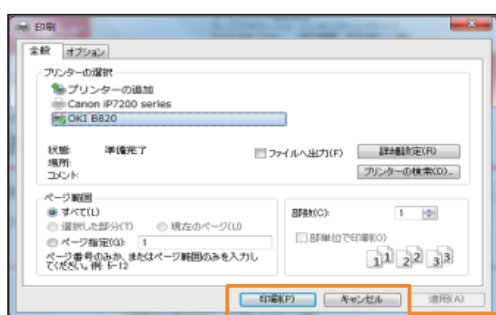 印刷
全般 オプション
プリンターの選択
プリンターの追加
Canon iP7200 series
OKI B820
状態: 準備完了
場所:
コメント:
ファイルへ出力(F)
詳細設定(R)
プリンターの検索(D)...
ページ範囲
すべて(L)
選択した部分(T) 現在のページ(U)
ページ指定(G): 1
ページ番号のみか、またはページ範囲のみを入力し
てください。例: 5-12
部数(C): 1
部単位で印刷(O)
11 22 33
印刷(P) キャンセル 適用(A)